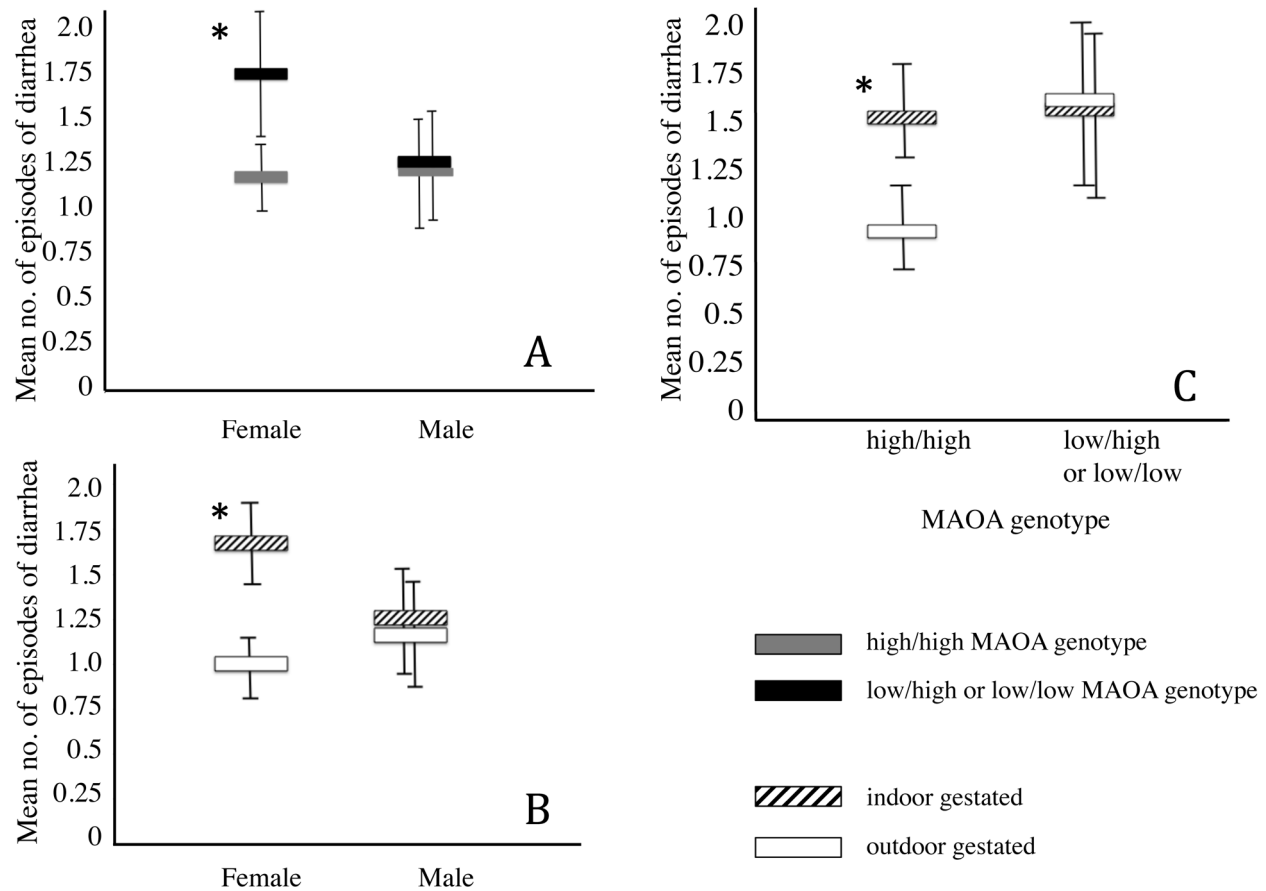 Mean no. of episodes of diarrhea
2.0
1.75
1.5
1.25
1.0
0.75
0.5
0.25
0
*
A
Female Male
Mean no. of episodes of diarrhea
2.0
1.75
1.5
1.25
1.0
0.75
0.5
0.25
0
*
B
Female Male
Mean no. of episodes of diarrhea
2.0
1.75
1.5
1.25
1.0
0.75
0.5
0.25
0
*
C
high/high low/high
or low/low
MAOA genotype
high/high MAOA genotype
low/high or low/low MAOA genotype
indoor gestated
outdoor gestated